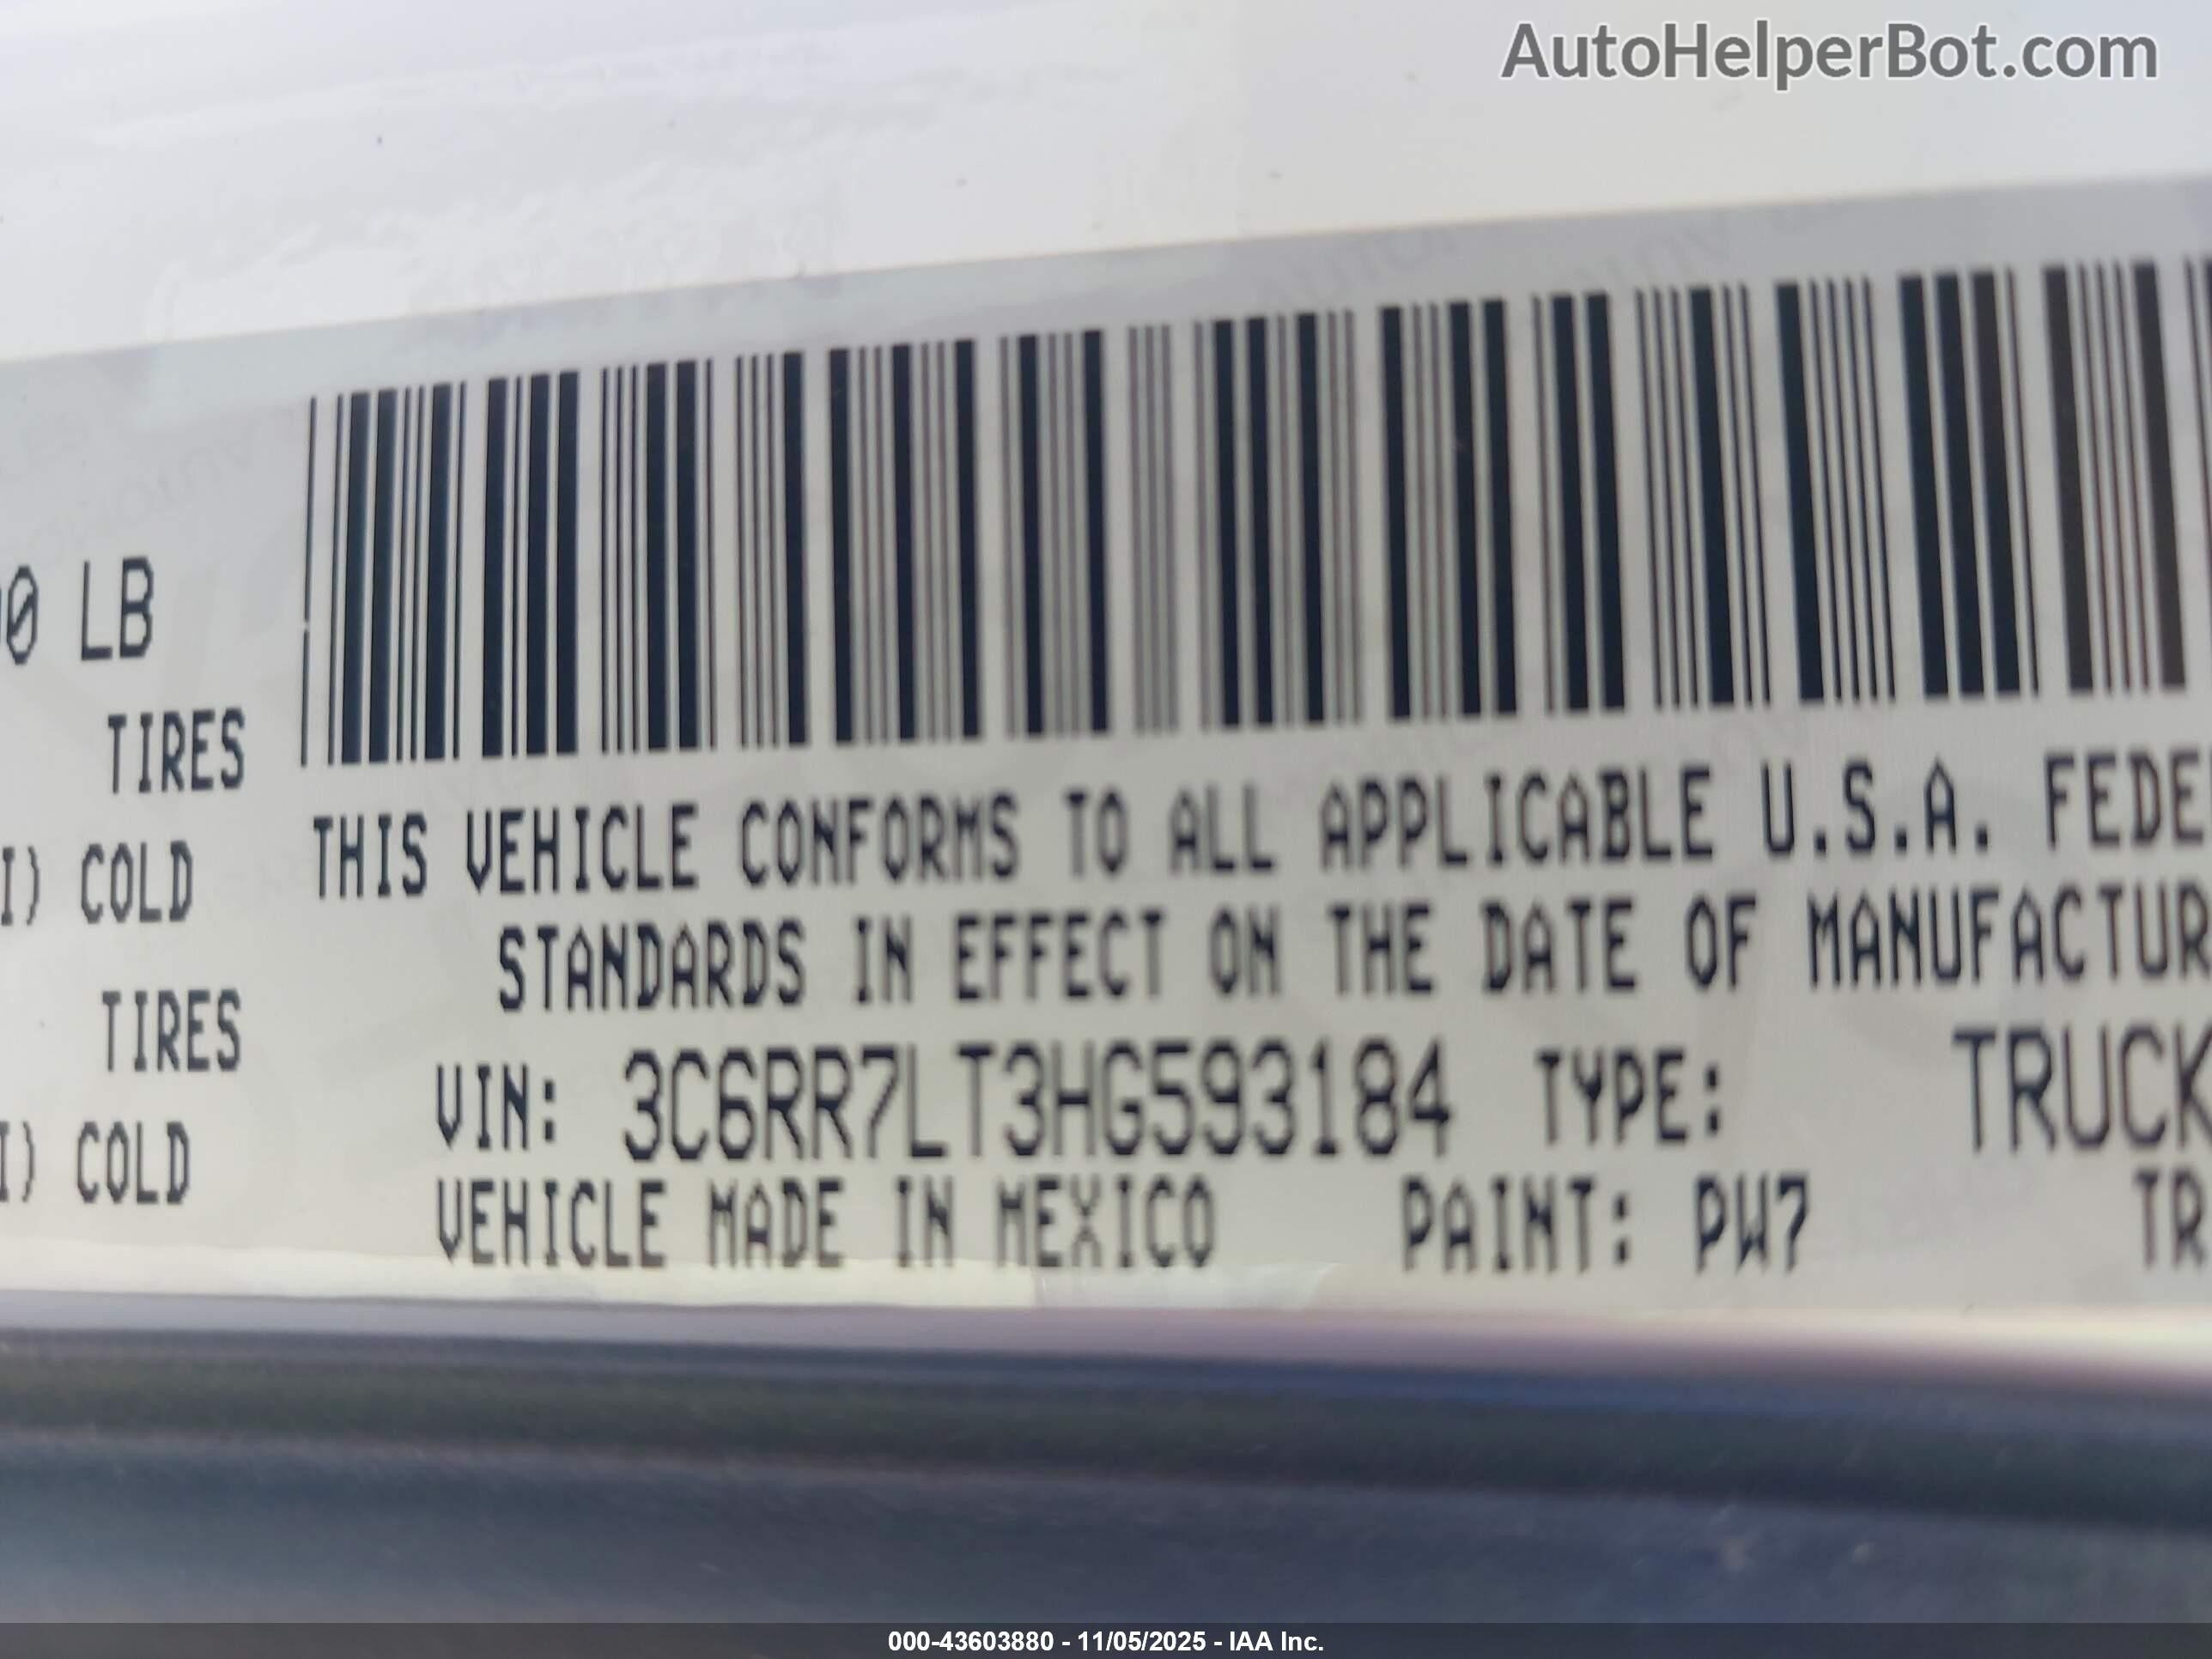 AutoHelperBot.com
LB
TIRES
COLD
TIRES
COLD
THIS VEHICLE CONFORMS TO ALL APPLICABLE U.S.A. FEDE
STANDARDS IN EFFECT ON THE DATE OF MANUFACTUR
VIN: 3C6RR7LT3HG593184 TYPE: TRUCK
VEHICLE MADE IN MEXICO PAINT: PW7 TR
000-43603880 - 11/05/2025 - IAA Inc.